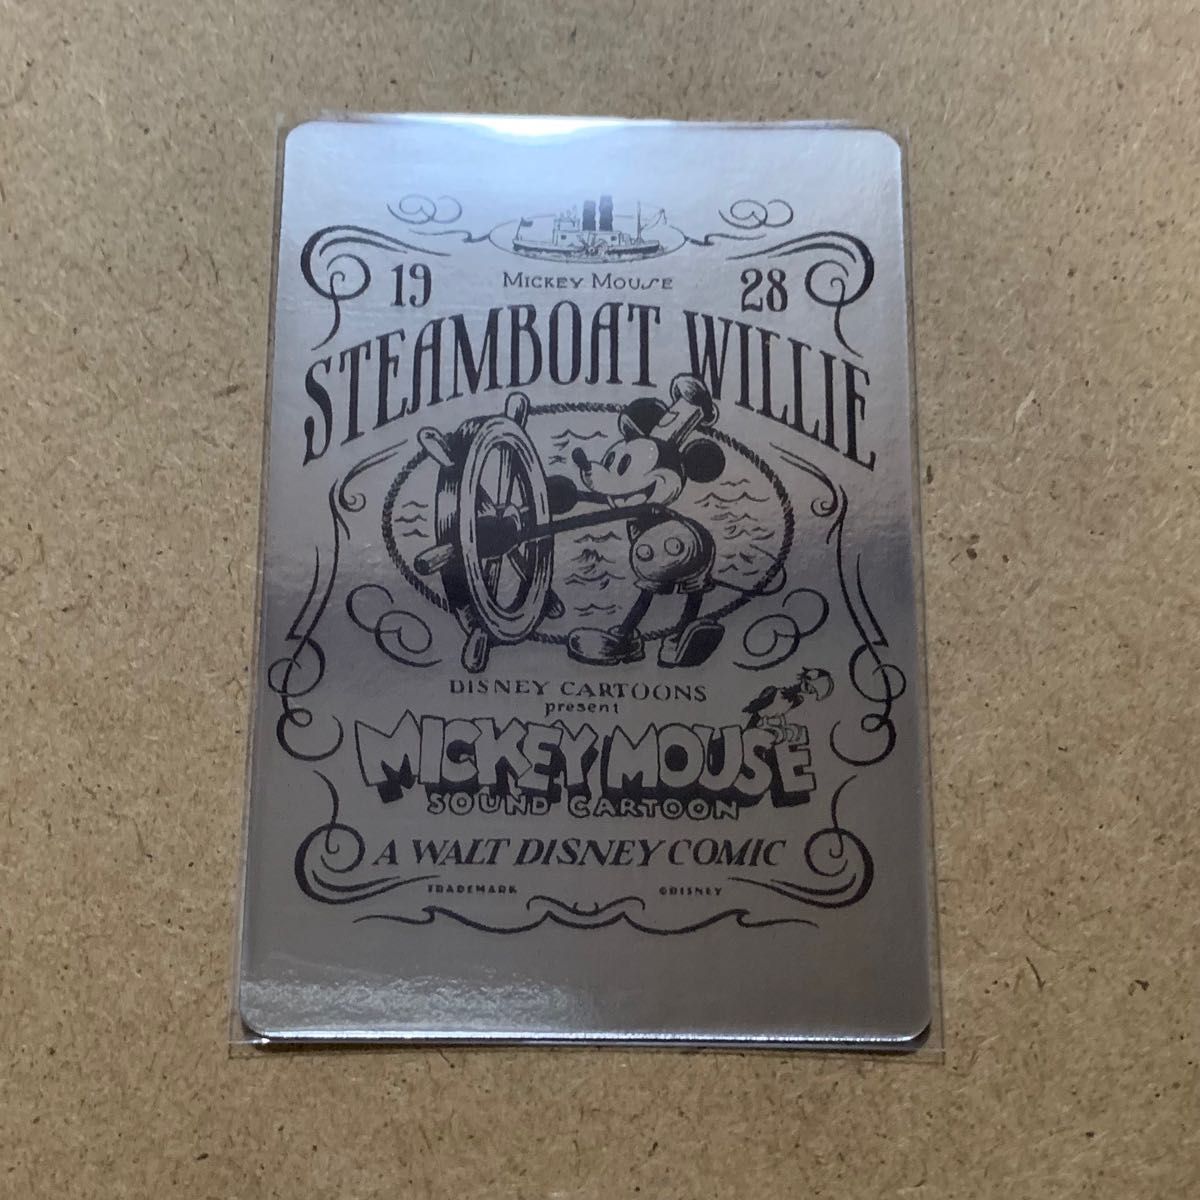 Mickey Mouse
19 28
STEAMBOAT WILLIE
DISNEY CARTOONS
present
MICKEY MOUSE
SOUND CARTOON
A WALT DISNEY COMIC
TRADEMARK ©DISNEY